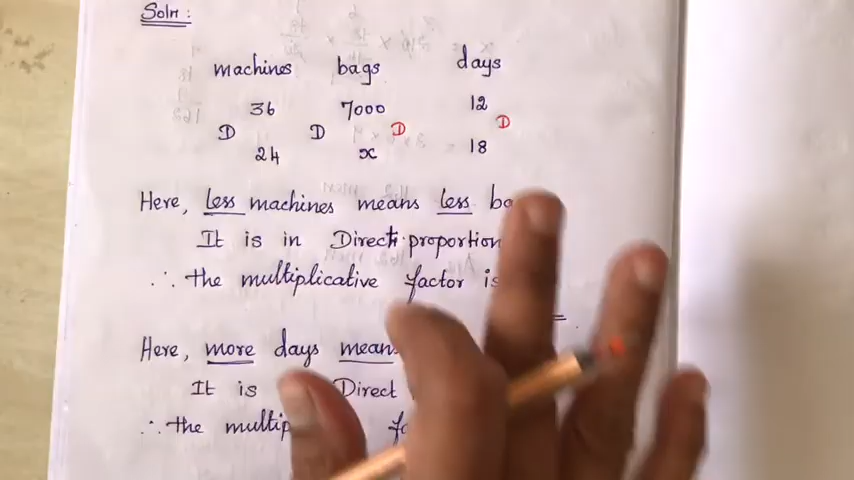 Soln:
machines bags days
36 7000 12
D D D D
24 x 18
Here, less machines means less
It is in Direct proportion
∴ the multiplicative factor is
Here, more days means
It is Direct
∴ the